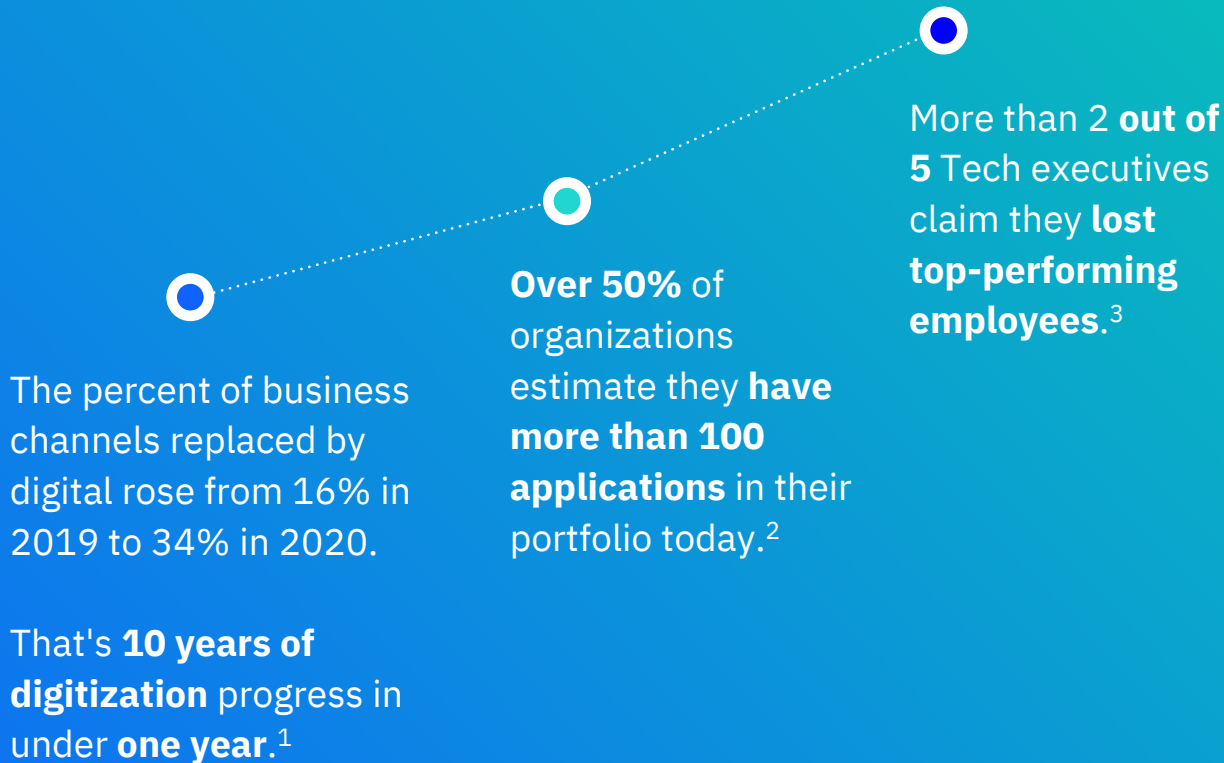 The percent of business
channels replaced by
digital rose from 16% in
2019 to 34% in 2020.
That's 10 years of
digitization progress in
under one year.1
Over 50% of
organizations
estimate they have
more than 100
applications in their
portfolio today.2
More than 2 out of
5 Tech executives
claim they lost
top-performing
employees.3